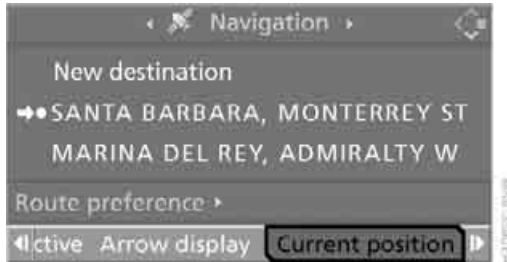 Navigation
New destination
SANTA BARBARA, MONTERREY ST
MARINA DEL REY, ADMIRALTY W
Route preference
ctive Arrow display Current position